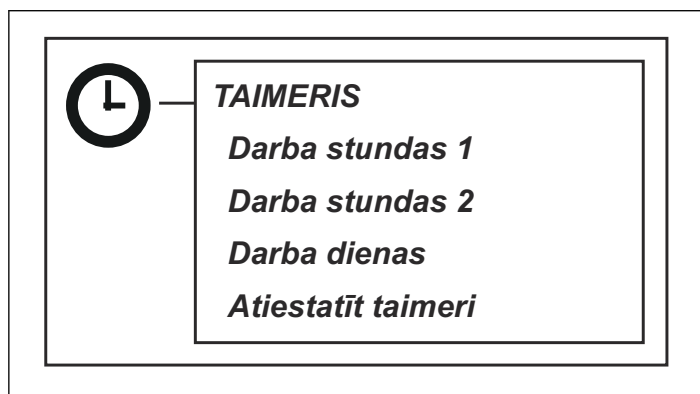 TAIMERIS
Darba stundas 1
Darba stundas 2
Darba dienas
Atiestatīt taimeri